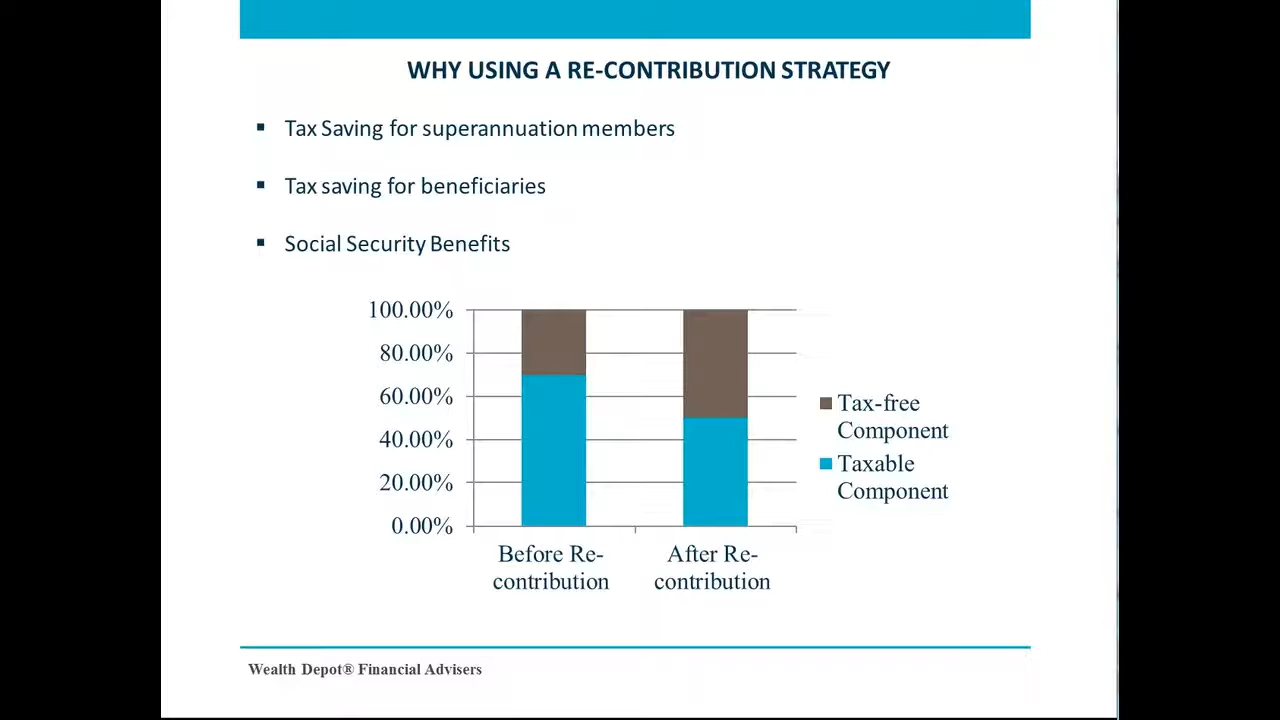 WHY USING A RE-CONTRIBUTION STRATEGY
▪ Tax Saving for superannuation members
▪ Tax saving for beneficiaries
▪ Social Security Benefits
100.00%
80.00%
60.00%
40.00%
20.00%
0.00%
Before Re-
contribution
After Re-
contribution
Tax-free
Component
Taxable
Component
Wealth Depot® Financial Advisers